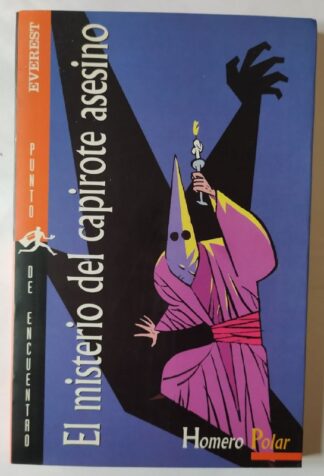 EVEREST
PUNTO
DE ENCUENTRO
El misterio del capirote asesino
Homero Polar